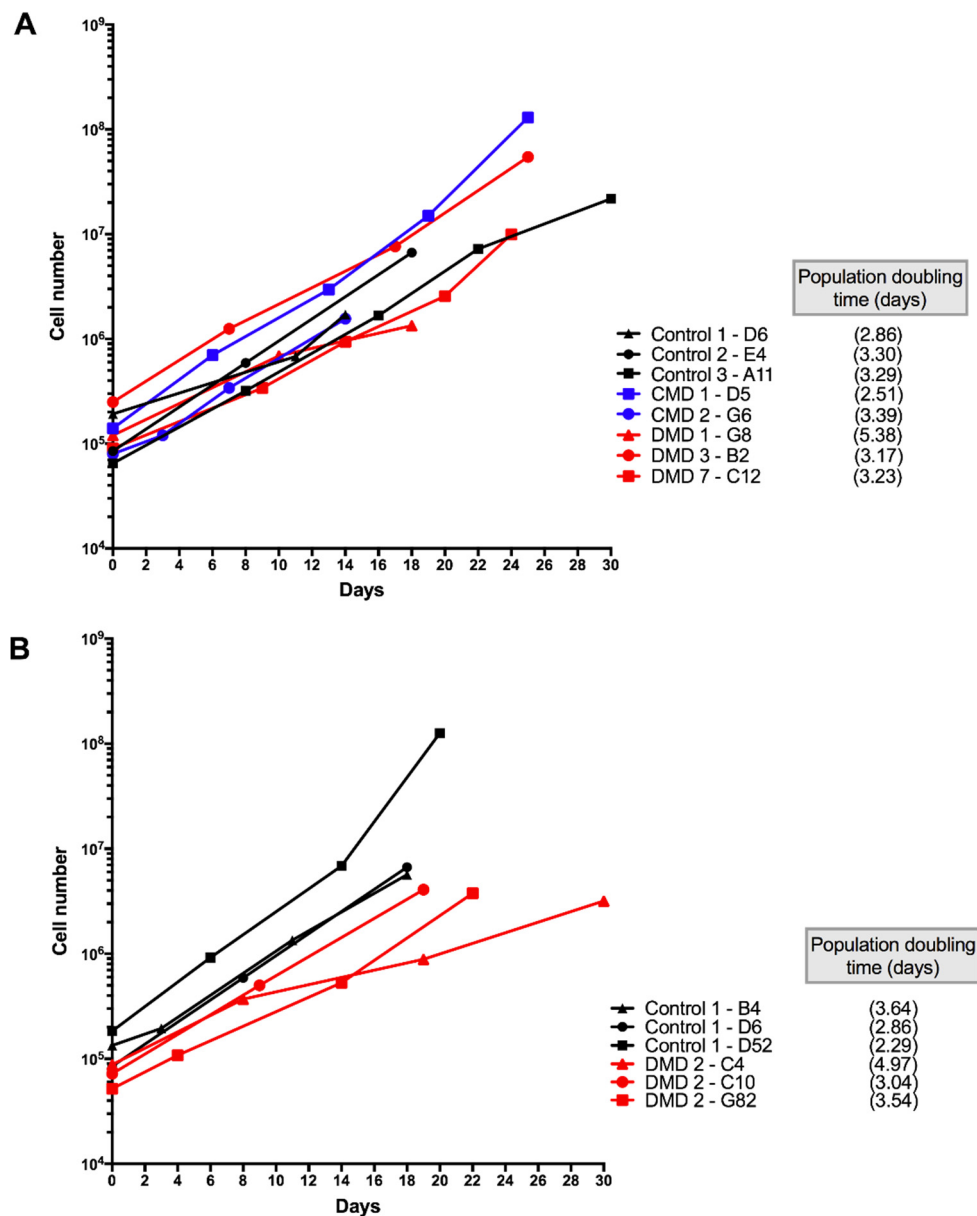 A
10⁹
10⁸
10⁷
10⁶
10⁵
10⁴
Cell number
0 2 4 6 8 10 12 14 16 18 20 22 24 26 28 30
Days
Population doubling
time (days)
Control 1 - D6 (2.86)
Control 2 - E4 (3.30)
Control 3 - A11 (3.29)
CMD 1 - D5 (2.51)
CMD 2 - G6 (3.39)
DMD 1 - G8 (5.38)
DMD 3 - B2 (3.17)
DMD 7 - C12 (3.23)
B
10⁹
10⁸
10⁷
10⁶
10⁵
10⁴
Cell number
0 2 4 6 8 10 12 14 16 18 20 22 24 26 28 30
Days
Population doubling
time (days)
Control 1 - B4 (3.64)
Control 1 - D6 (2.86)
Control 1 - D52 (2.29)
DMD 2 - C4 (4.97)
DMD 2 - C10 (3.04)
DMD 2 - G82 (3.54)